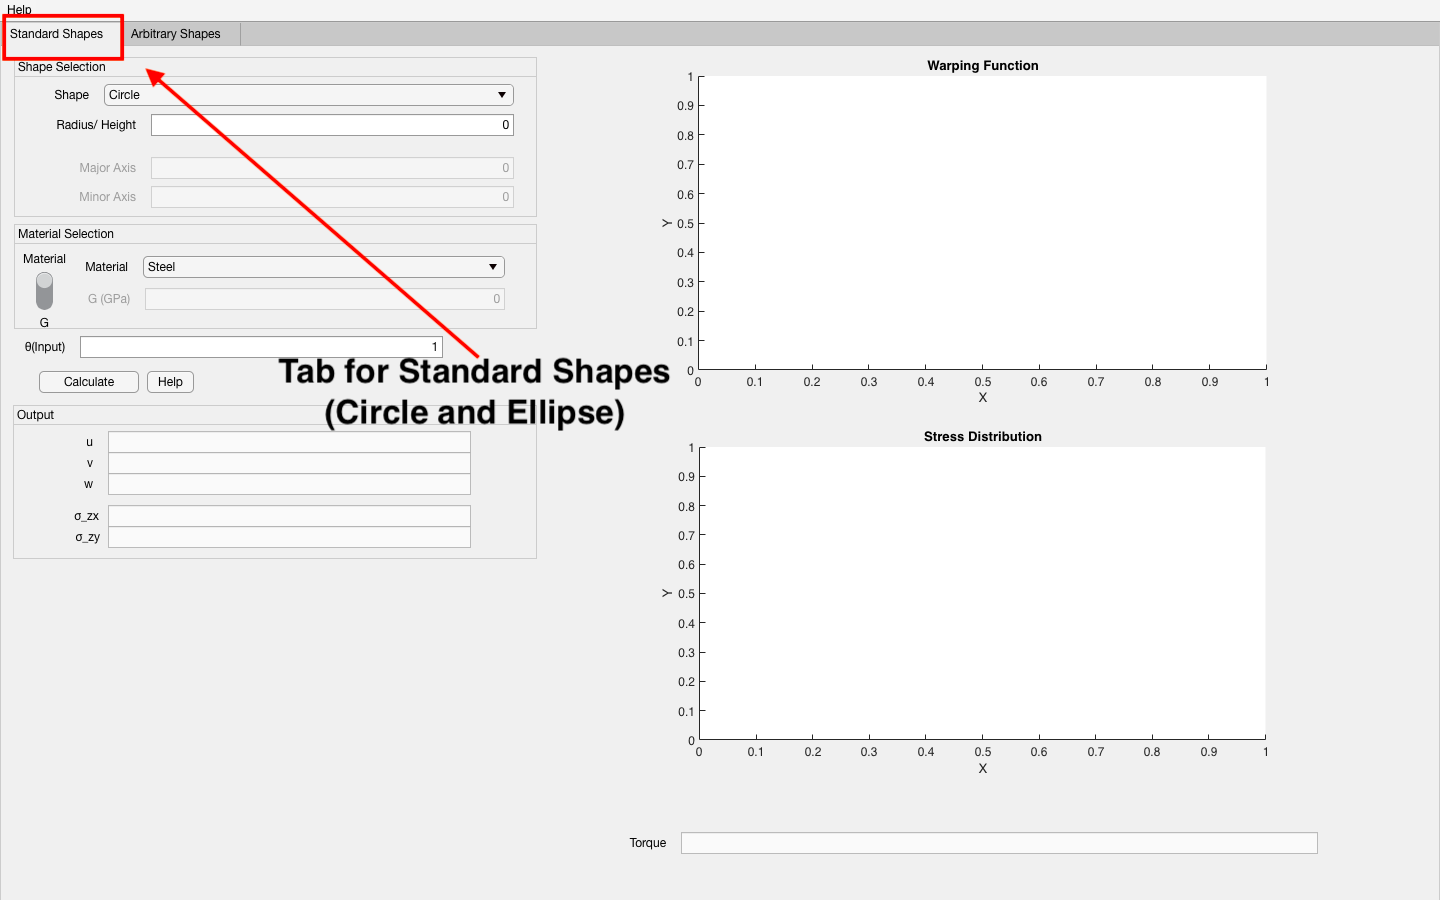 Help
Standard Shapes
Arbitrary Shapes
Shape Selection
Shape
Circle
Radius/ Height
0
Major Axis
0
Minor Axis
0
Material Selection
Material
G
Material
Steel
G (GPa)
0
θ(Input)
1
Calculate
Help
Tab for Standard Shapes
(Circle and Ellipse)
Output
u
v
w
σ_zx
σ_zy
Warping Function
1
0.9
0.8
0.7
0.6
0.5
0.4
0.3
0.2
0.1
0
Y
0 0.1 0.2 0.3 0.4 0.5 0.6 0.7 0.8 0.9 1
X
Stress Distribution
1
0.9
0.8
0.7
0.6
0.5
0.4
0.3
0.2
0.1
0
Y
0 0.1 0.2 0.3 0.4 0.5 0.6 0.7 0.8 0.9 1
X
Torque